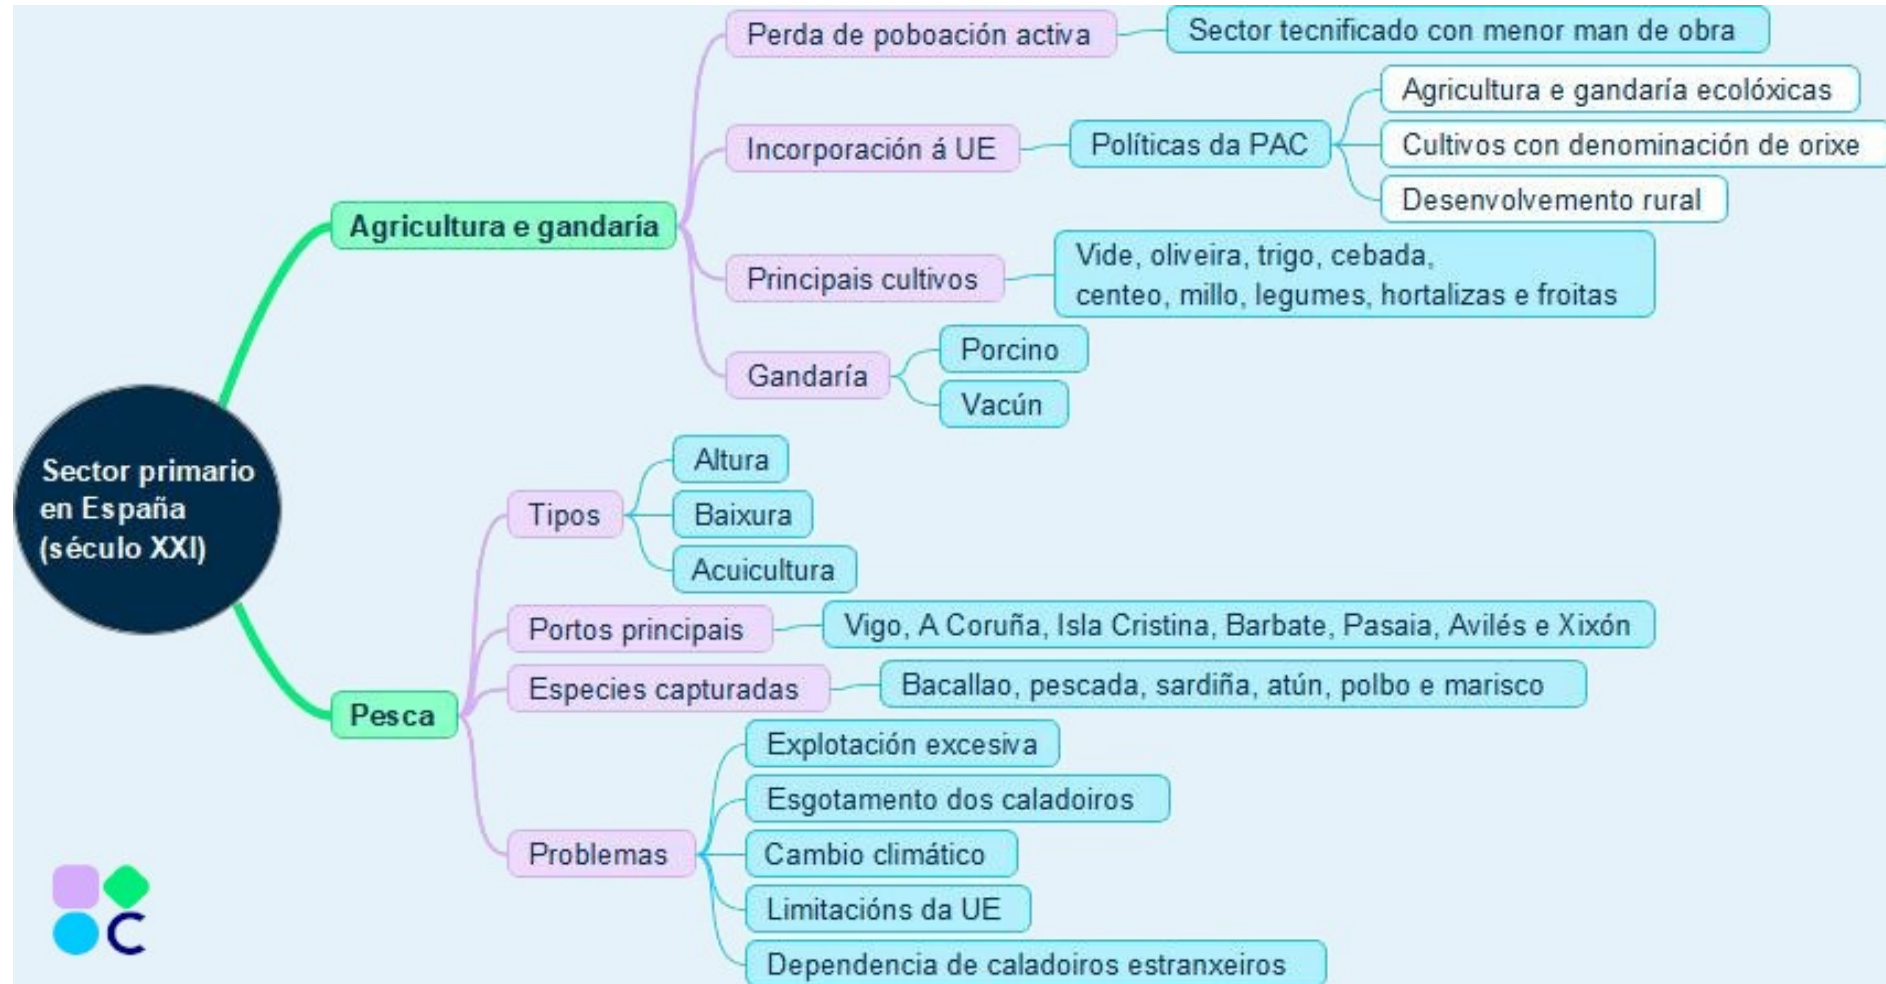 Sector primario
en España
(século XXI)
Agricultura e gandaría
Perda de poboación activa
Sector tecnificado con menor man de obra
Incorporación á UE
Políticas da PAC
Agricultura e gandaría ecolóxicas
Cultivos con denominación de orixe
Desenvolvemento rural
Principais cultivos
Vide, oliveira, trigo, cebada,
centeo, millo, legumes, hortalizas e froitas
Gandaría
Porcino
Vacún
Pesca
Tipos
Altura
Baixura
Acuicultura
Portos principais
Vigo, A Coruña, Isla Cristina, Barbate, Pasaia, Avilés e Xixón
Especies capturadas
Bacallao, pescada, sardiña, atún, polbo e marisco
Problemas
Explotación excesiva
Esgotamento dos caladoiros
Cambio climático
Limitacións da UE
Dependencia de caladoiros estranxeiros
C